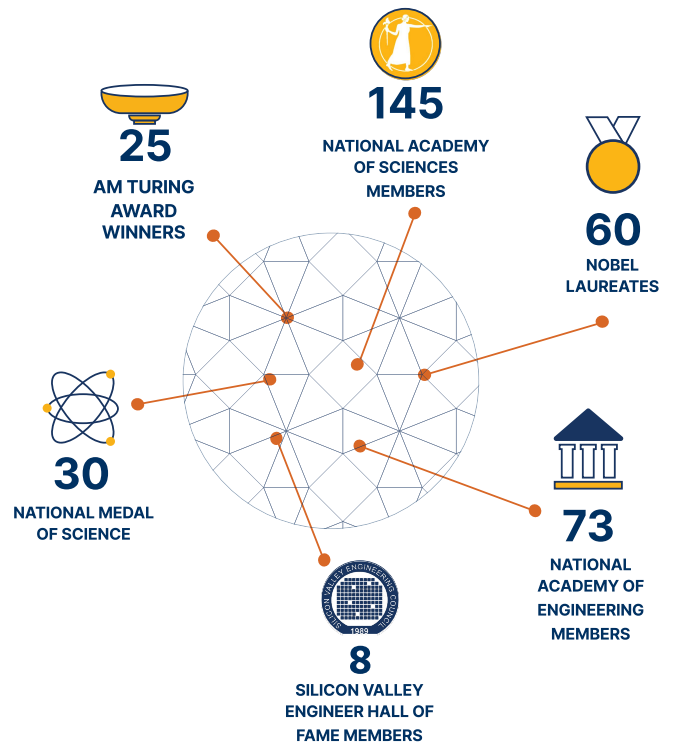 145
NATIONAL ACADEMY
OF SCIENCES
MEMBERS
25
AM TURING
AWARD
WINNERS
60
NOBEL
LAUREATES
30
NATIONAL MEDAL
OF SCIENCE
73
NATIONAL
ACADEMY OF
ENGINEERING
MEMBERS
SILICON VALLEY ENGINEERING COUNCIL
1989
8
SILICON VALLEY
ENGINEER HALL OF
FAME MEMBERS